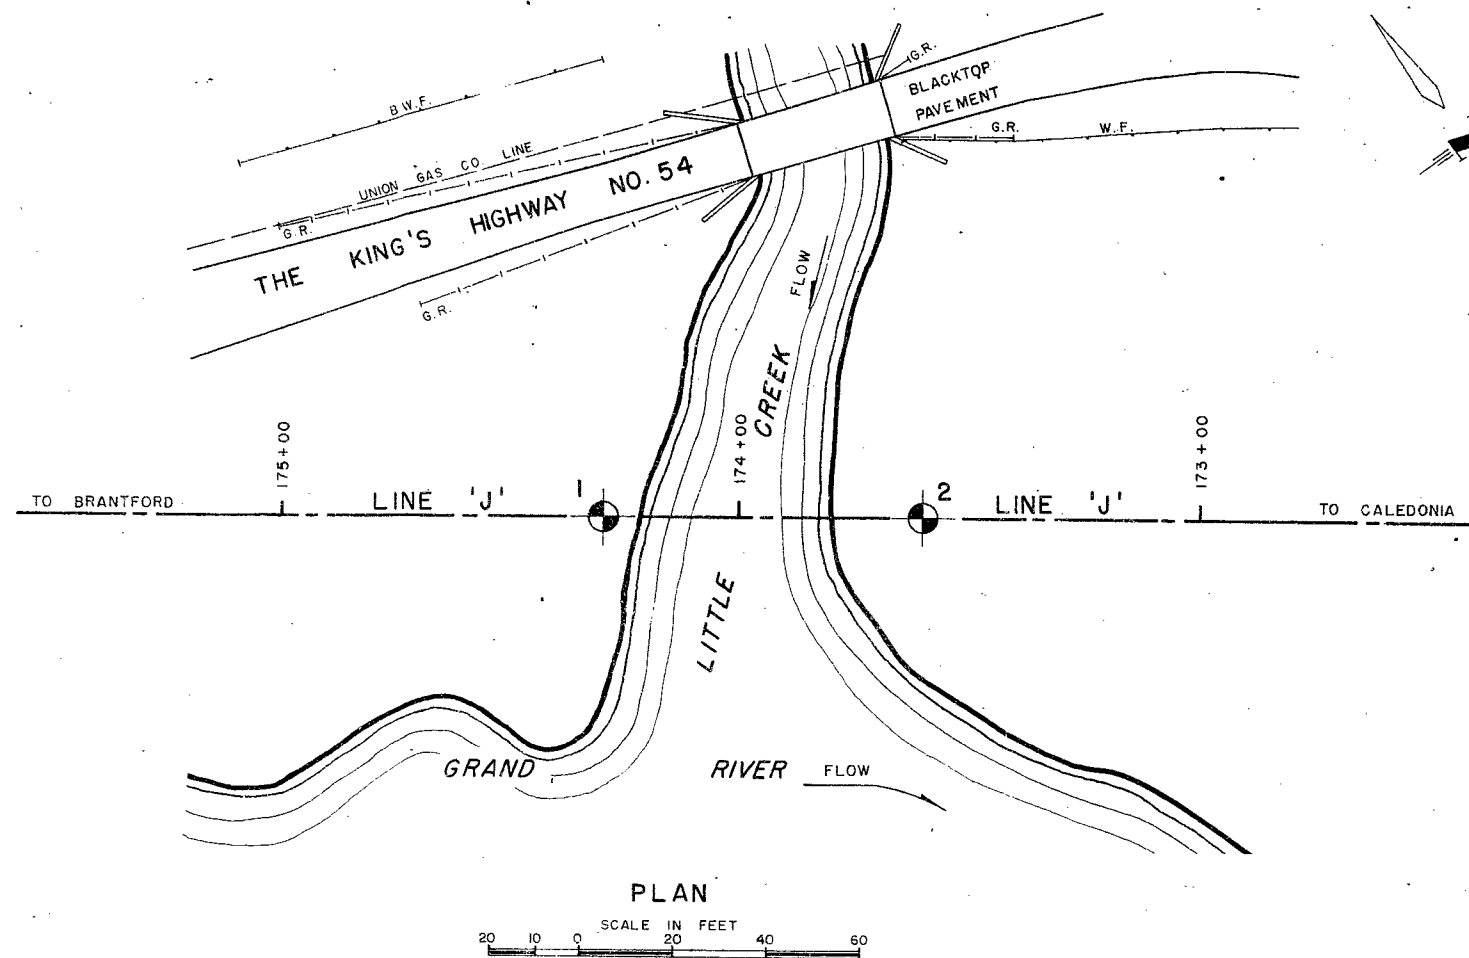 B.W.F.
G.R.
BLACKTOP
PAVEMENT
G.R.
W.F.
UNION GAS CO. LINE
G.R.
THE KING'S HIGHWAY NO. 54
G.R.
FLOW
LITTLE CREEK
175+00
174+00
173+00
TO BRANTFORD
LINE 'J'
1
2
LINE 'J'
TO CALEDONIA
GRAND RIVER
FLOW
PLAN
SCALE IN FEET
20 10 0 20 40 60